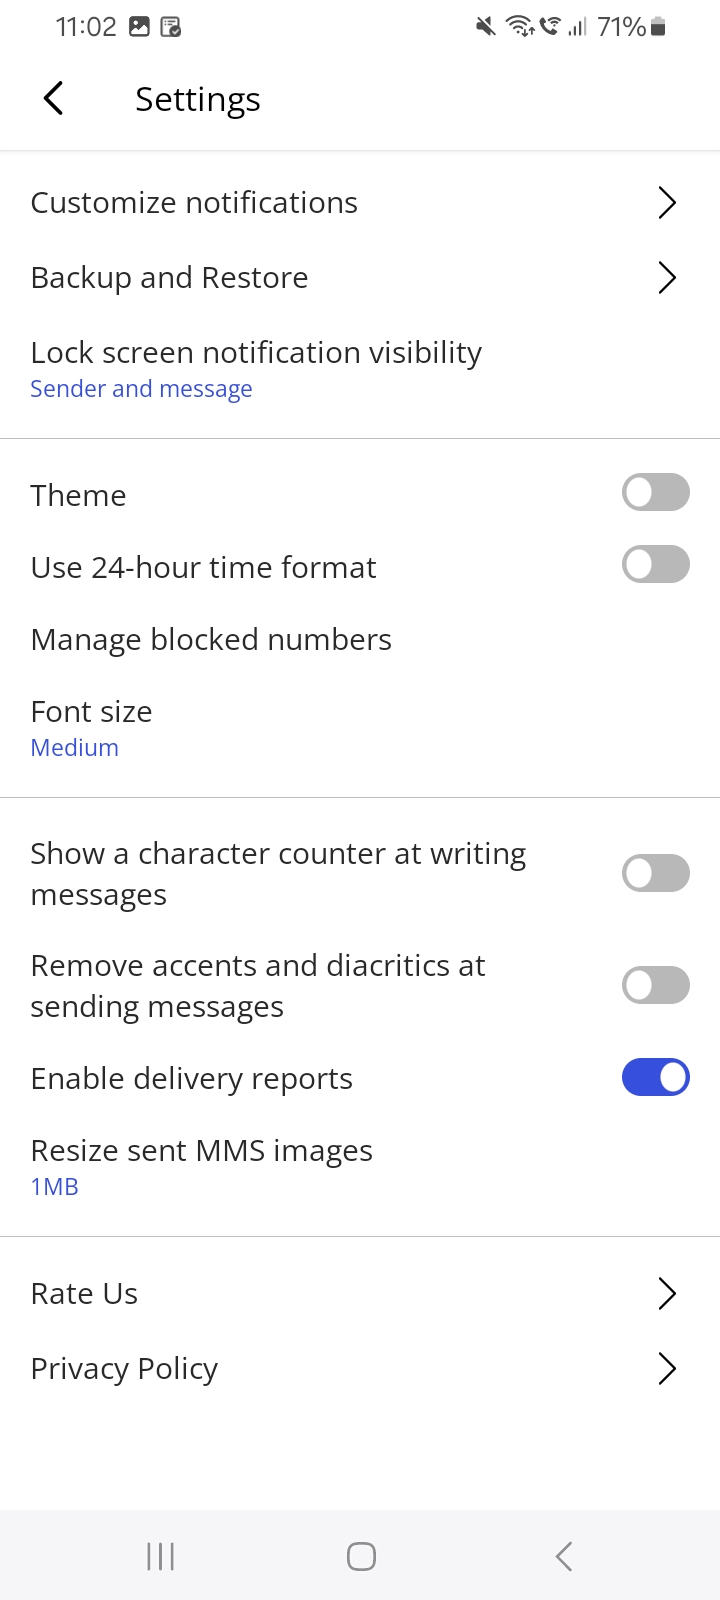 11:02 71%
Settings
Customize notifications
Backup and Restore
Lock screen notification visibility
Sender and message
Theme
Use 24-hour time format
Manage blocked numbers
Font size
Medium
Show a character counter at writing
messages
Remove accents and diacritics at
sending messages
Enable delivery reports
Resize sent MMS images
1MB
Rate Us
Privacy Policy